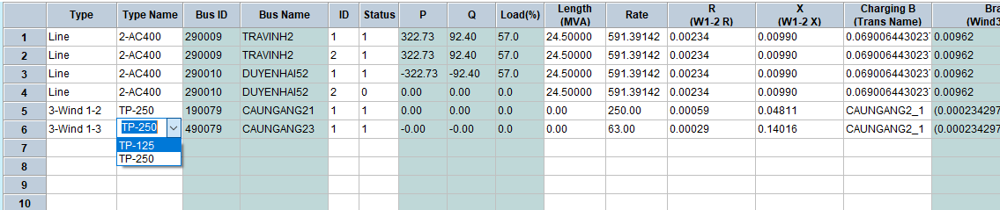 Type Type Name Bus ID Bus Name ID Status P Q Load(%) Length (MVA) Rate R (W1-2 R) X (W1-2 X) Charging B (Trans Name) Bra (Wind3
1 Line 2-AC400 290009 TRAVINH2 1 1 322.73 92.40 57.0 24.50000 591.39142 0.00234 0.00990 0.069006443023 0.00962
2 Line 2-AC400 290009 TRAVINH2 2 1 322.73 92.40 57.0 24.50000 591.39142 0.00234 0.00990 0.069006443023 0.00962
3 Line 2-AC400 290010 DUYENHAI52 1 1 -322.73 -92.40 57.0 24.50000 591.39142 0.00234 0.00990 0.069006443023 0.00962
4 Line 2-AC400 290010 DUYENHAI52 2 0 0.00 0.00 0.0 24.50000 591.39142 0.00234 0.00990 0.069006443023 0.00962
5 3-Wind 1-2 TP-250 190079 CAUNGANG21 1 1 0.00 0.00 0.0 0.00 250.00 0.00059 0.04811 CAUNGANG2_1 (0.000234297
6 3-Wind 1-3 TP-250 490079 CAUNGANG23 1 1 -0.00 -0.00 0.0 0.00 63.00 0.00029 0.14016 CAUNGANG2_1 (0.000234297
7 TP-125
8 TP-250
9
10